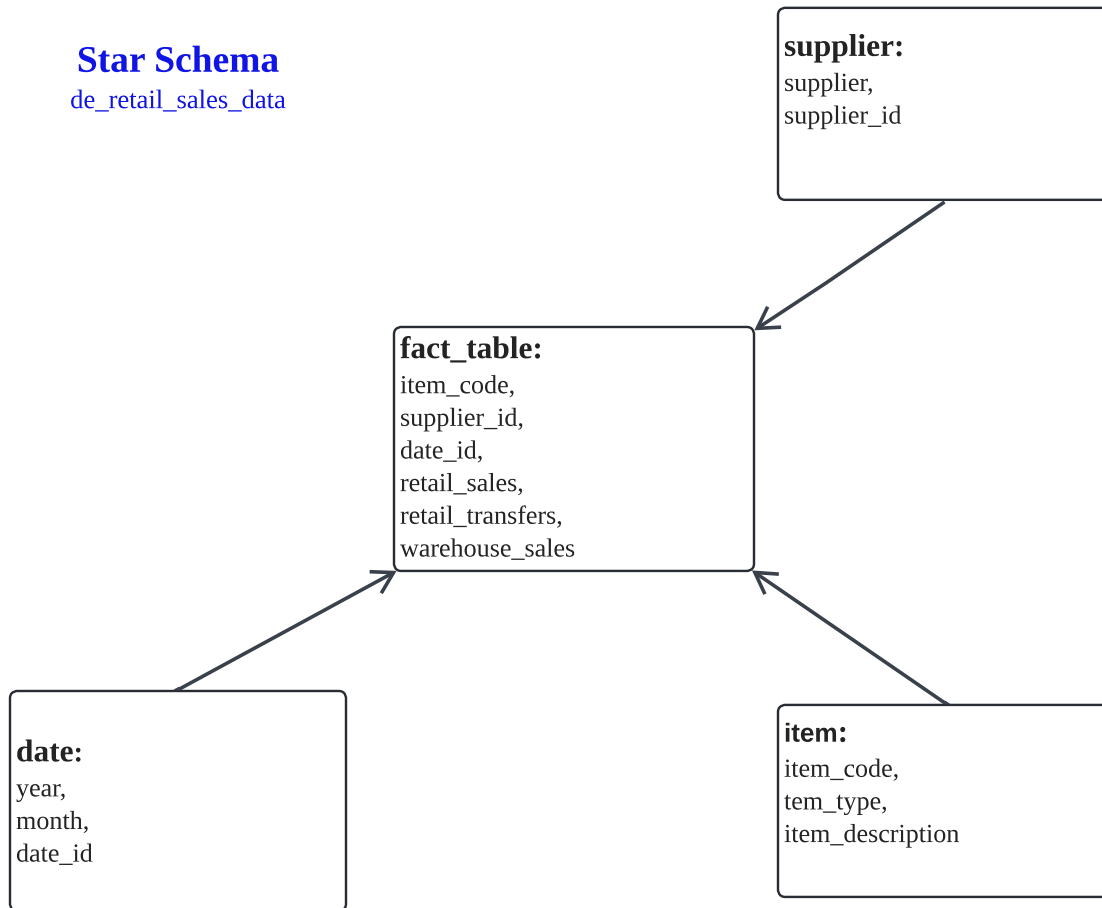 Star Schema
de_retail_sales_data
supplier:
supplier,
supplier_id
fact_table:
item_code,
supplier_id,
date_id,
retail_sales,
retail_transfers,
warehouse_sales
date:
year,
month,
date_id
item:
item_code,
tem_type,
item_description